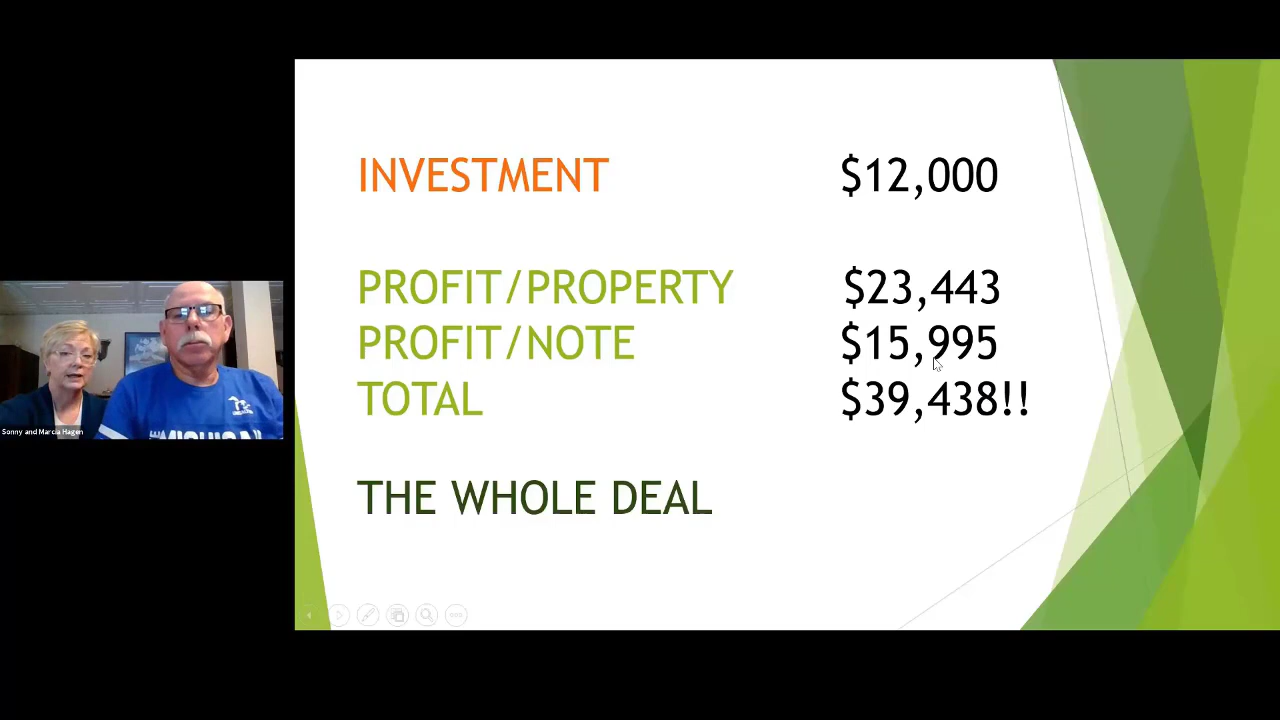 INVESTMENT $12,000
PROFIT/PROPERTY $23,443
PROFIT/NOTE $15,995
TOTAL $39,438!!
THE WHOLE DEAL
Sonny and Marcia Hagen